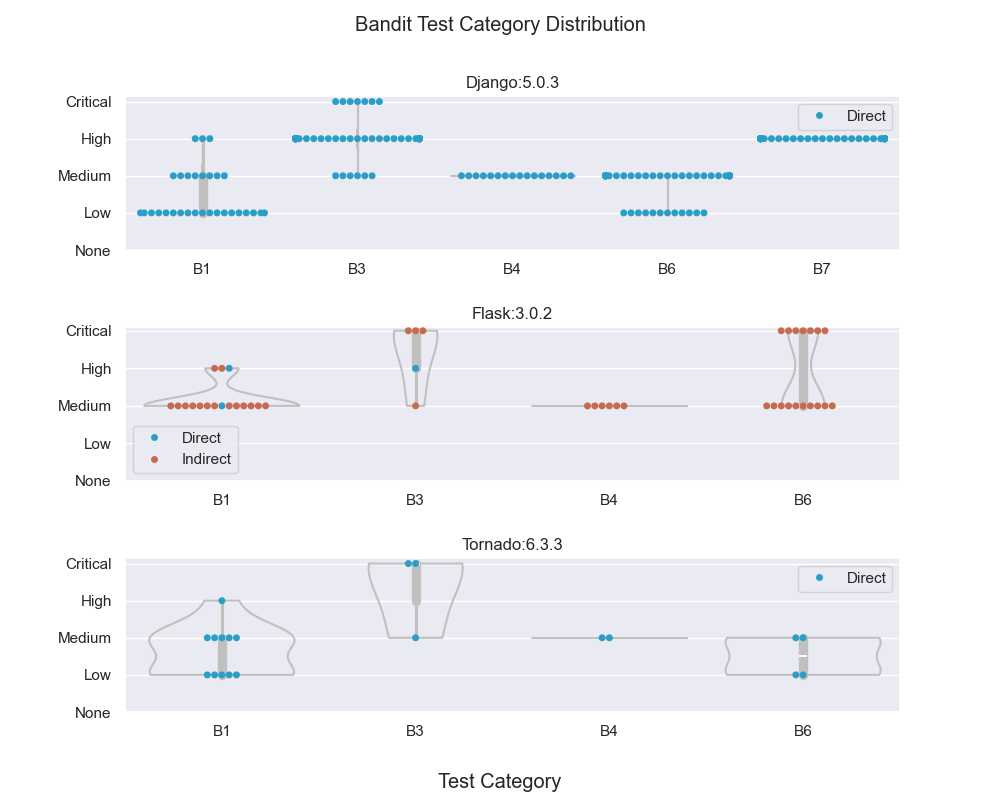 Bandit Test Category Distribution
Django:5.0.3
Critical
High
Medium
Low
None
Direct
B1 B3 B4 B6 B7
Flask:3.0.2
Critical
High
Medium
Low
None
Direct
Indirect
B1 B3 B4 B6
Tornado:6.3.3
Critical
High
Medium
Low
None
Direct
B1 B3 B4 B6
Test Category